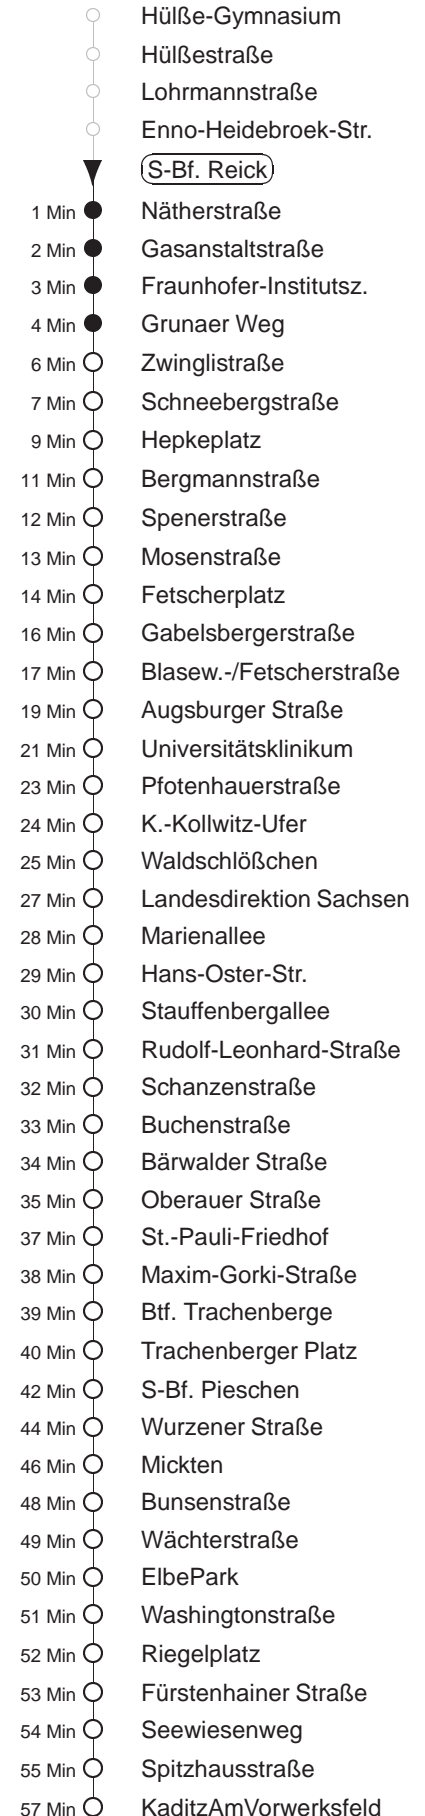 Hülße-Gymnasium
Hülßestraße
Lohrmannstraße
Enno-Heidebroek-Str.
S-Bf. Reick
1 Min Nätherstraße
2 Min Gasanstaltstraße
3 Min Fraunhofer-Institutsz.
4 Min Grunaer Weg
6 Min Zwinglistraße
7 Min Schneebergstraße
9 Min Hepkeplatz
11 Min Bergmannstraße
12 Min Spenerstraße
13 Min Mosenstraße
14 Min Fetscherplatz
16 Min Gabelsbergerstraße
17 Min Blasew.-/Fetscherstraße
19 Min Augsburger Straße
21 Min Universitätsklinikum
23 Min Pfotenhauerstraße
24 Min K.-Kollwitz-Ufer
25 Min Waldschlößchen
27 Min Landesdirektion Sachsen
28 Min Marienallee
29 Min Hans-Oster-Str.
30 Min Stauffenbergallee
31 Min Rudolf-Leonhard-Straße
32 Min Schanzenstraße
33 Min Buchenstraße
34 Min Bärwalder Straße
35 Min Oberauer Straße
37 Min St.-Pauli-Friedhof
38 Min Maxim-Gorki-Straße
39 Min Btf. Trachenberge
40 Min Trachenberger Platz
42 Min S-Bf. Pieschen
44 Min Wurzener Straße
46 Min Mickten
48 Min Bunsenstraße
49 Min Wächterstraße
50 Min ElbePark
51 Min Washingtonstraße
52 Min Riegelplatz
53 Min Fürstenhainer Straße
54 Min Seewiesenweg
55 Min Spitzhausstraße
57 Min KaditzAmVorwerksfeld